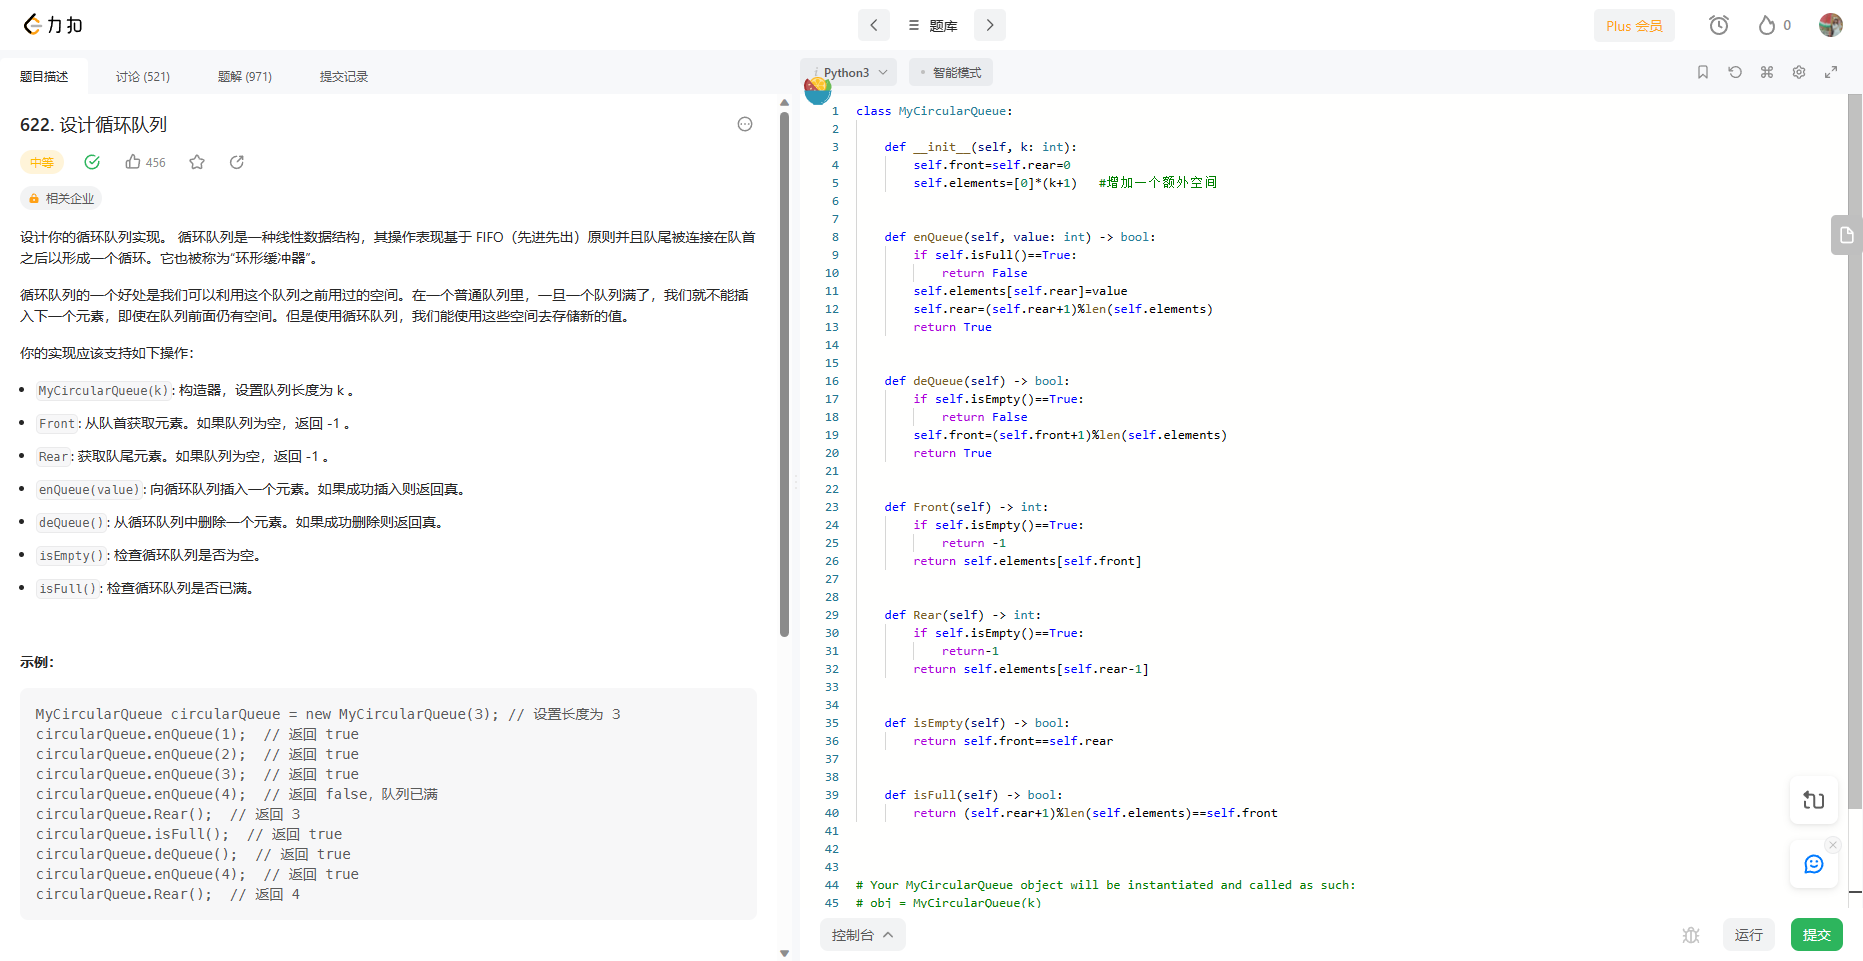 力扣
题库
Plus 会员
0
题目描述
讨论 (521)
题解 (971)
提交记录
622. 设计循环队列
中等
456
相关企业
设计你的循环队列实现。 循环队列是一种线性数据结构，其操作表现基于 FIFO（先进先出）原则并且队尾被连接在队首
之后以形成一个循环。它也被称为“环形缓冲器”。
循环队列的一个好处是我们可以利用这个队列之前用过的空间。在一个普通队列里，一旦一个队列满了，我们就不能插
入下一个元素，即使在队列前面仍有空间。但是使用循环队列，我们能使用这些空间去存储新的值。
你的实现应该支持如下操作：
MyCircularQueue(k): 构造器，设置队列长度为 k 。
Front: 从队首获取元素。如果队列为空，返回 -1 。
Rear: 获取队尾元素。如果队列为空，返回 -1 。
enQueue(value): 向循环队列插入一个元素。如果成功插入则返回真。
deQueue(): 从循环队列中删除一个元素。如果成功删除则返回真。
isEmpty(): 检查循环队列是否为空。
isFull(): 检查循环队列是否已满。
示例：
MyCircularQueue circularQueue = new MyCircularQueue(3); // 设置长度为 3
circularQueue.enQueue(1);  // 返回 true
circularQueue.enQueue(2);  // 返回 true
circularQueue.enQueue(3);  // 返回 true
circularQueue.enQueue(4);  // 返回 false，队列已满
circularQueue.Rear();  // 返回 3
circularQueue.isFull();  // 返回 true
circularQueue.deQueue();  // 返回 true
circularQueue.enQueue(4);  // 返回 true
circularQueue.Rear();  // 返回 4
i Python3
智能模式
1 class MyCircularQueue:
2
3     def __init__(self, k: int):
4         self.front=self.rear=0
5         self.elements=[0]*(k+1)   #增加一个额外空间
6
7
8     def enQueue(self, value: int) -> bool:
9         if self.isFull()==True:
10             return False
11         self.elements[self.rear]=value
12         self.rear=(self.rear+1)%len(self.elements)
13         return True
14
15
16     def deQueue(self) -> bool:
17         if self.isEmpty()==True:
18             return False
19         self.front=(self.front+1)%len(self.elements)
20         return True
21
22
23     def Front(self) -> int:
24         if self.isEmpty()==True:
25             return -1
26         return self.elements[self.front]
27
28
29     def Rear(self) -> int:
30         if self.isEmpty()==True:
31             return-1
32         return self.elements[self.rear-1]
33
34
35     def isEmpty(self) -> bool:
36         return self.front==self.rear
37
38
39     def isFull(self) -> bool:
40         return (self.rear+1)%len(self.elements)==self.front
41
42
43
44 # Your MyCircularQueue object will be instantiated and called as such:
45 # obj = MyCircularQueue(k)
控制台
运行
提交